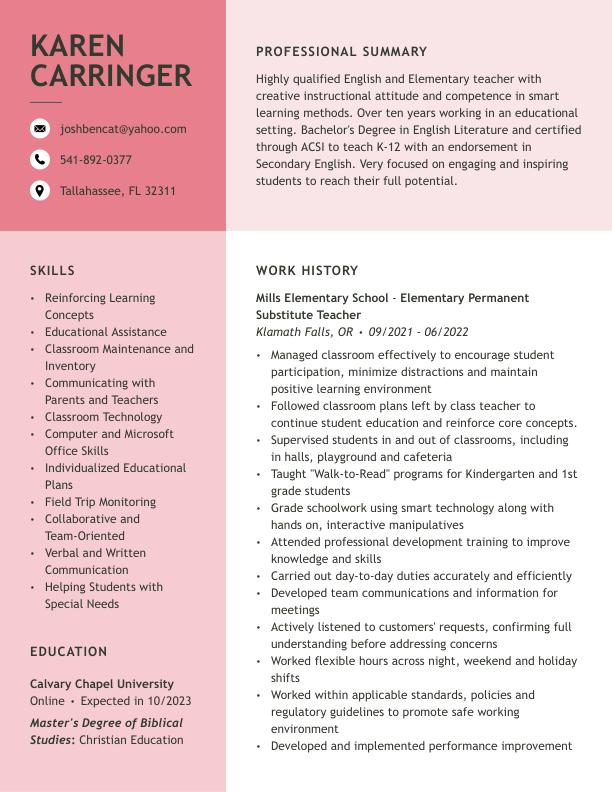 KAREN
CARRINGER
joshbencat@yahoo.com
541-892-0377
Tallahassee, FL 32311
PROFESSIONAL SUMMARY
Highly qualified English and Elementary teacher with
creative instructional attitude and competence in smart
learning methods. Over ten years working in an educational
setting. Bachelor's Degree in English Literature and certified
through ACSI to teach K-12 with an endorsement in
Secondary English. Very focused on engaging and inspiring
students to reach their full potential.
SKILLS
• Reinforcing Learning
Concepts
• Educational Assistance
• Classroom Maintenance and
Inventory
• Communicating with
Parents and Teachers
• Classroom Technology
• Computer and Microsoft
Office Skills
• Individualized Educational
Plans
• Field Trip Monitoring
• Collaborative and
Team-Oriented
• Verbal and Written
Communication
• Helping Students with
Special Needs
EDUCATION
Calvary Chapel University
Online • Expected in 10/2023
Master's Degree of Biblical
Studies: Christian Education
WORK HISTORY
Mills Elementary School - Elementary Permanent
Substitute Teacher
Klamath Falls, OR • 09/2021 - 06/2022
• Managed classroom effectively to encourage student
participation, minimize distractions and maintain
positive learning environment
• Followed classroom plans left by class teacher to
continue student education and reinforce core concepts.
• Supervised students in and out of classrooms, including
in halls, playground and cafeteria
• Taught "Walk-to-Read" programs for Kindergarten and 1st
grade students
• Grade schoolwork using smart technology along with
hands on, interactive manipulatives
• Attended professional development training to improve
knowledge and skills
• Carried out day-to-day duties accurately and efficiently
• Developed team communications and information for
meetings
• Actively listened to customers' requests, confirming full
understanding before addressing concerns
• Worked flexible hours across night, weekend and holiday
shifts
• Worked within applicable standards, policies and
regulatory guidelines to promote safe working
environment
• Developed and implemented performance improvement